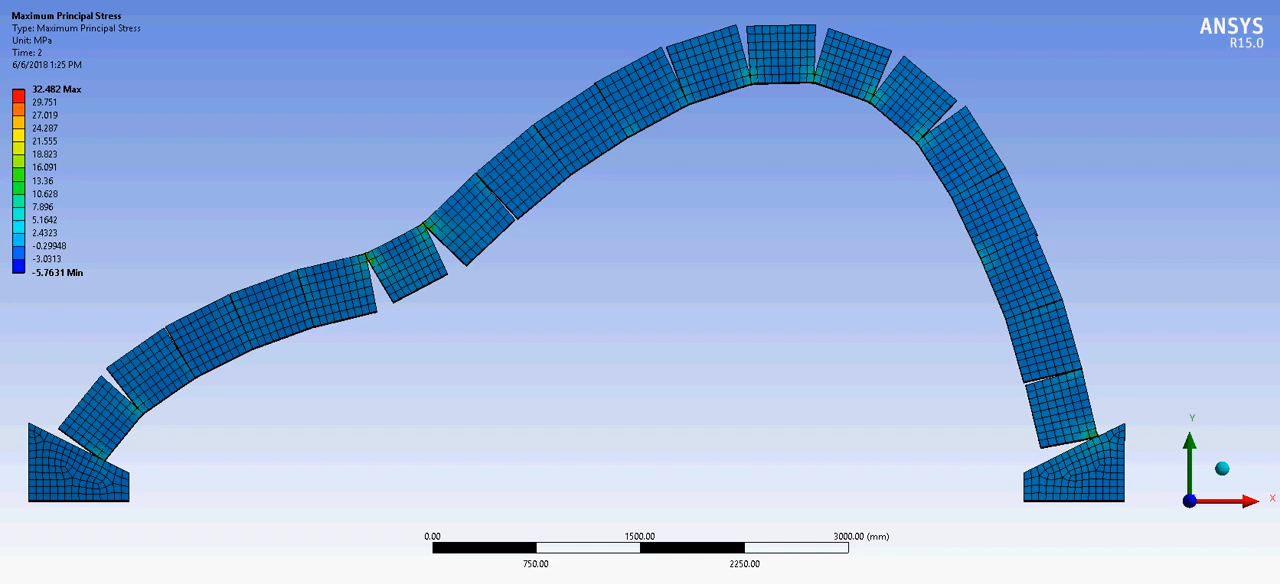 Maximum Principal Stress
Type: Maximum Principal Stress
Unit: MPa
Time: 2
6/6/2018 1:25 PM
32.482 Max
29.751
27.019
24.287
21.555
18.823
16.091
13.36
10.628
7.896
5.1642
2.4323
-0.29948
-3.0313
-5.7631 Min
ANSYS
R15.0
Y
X
0.00 1500.00 3000.00 (mm)
750.00 2250.00